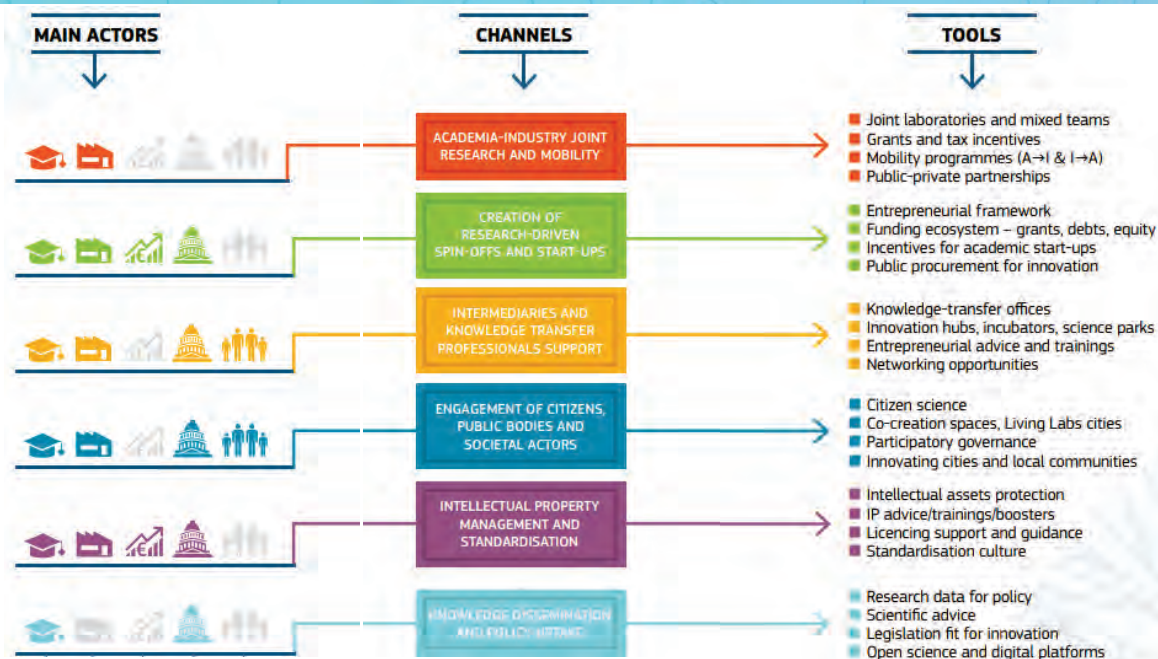 MAIN ACTORS
CHANNELS
TOOLS
ACADEMIA-INDUSTRY JOINT
RESEARCH AND MOBILITY
Joint laboratories and mixed teams
Grants and tax incentives
Mobility programmes (A→I & I→A)
Public-private partnerships
CREATION OF
RESEARCH-DRIVEN
SPIN-OFFS AND START-UPS
Entrepreneurial framework
Funding ecosystem – grants, debts, equity
Incentives for academic start-ups
Public procurement for innovation
INTERMEDIARIES AND
KNOWLEDGE TRANSFER
PROFESSIONALS SUPPORT
Knowledge-transfer offices
Innovation hubs, incubators, science parks
Entrepreneurial advice and trainings
Networking opportunities
ENGAGEMENT OF CITIZENS,
PUBLIC BODIES AND
SOCIETAL ACTORS
Citizen science
Co-creation spaces, Living Labs cities
Participatory governance
Innovating cities and local communities
INTELLECTUAL PROPERTY
MANAGEMENT AND
STANDARDISATION
Intellectual assets protection
IP advice/trainings/boosters
Licencing support and guidance
Standardisation culture
KNOWLEDGE DISSEMINATION
AND POLICY UPTAKE
Research data for policy
Scientific advice
Legislation fit for innovation
Open science and digital platforms